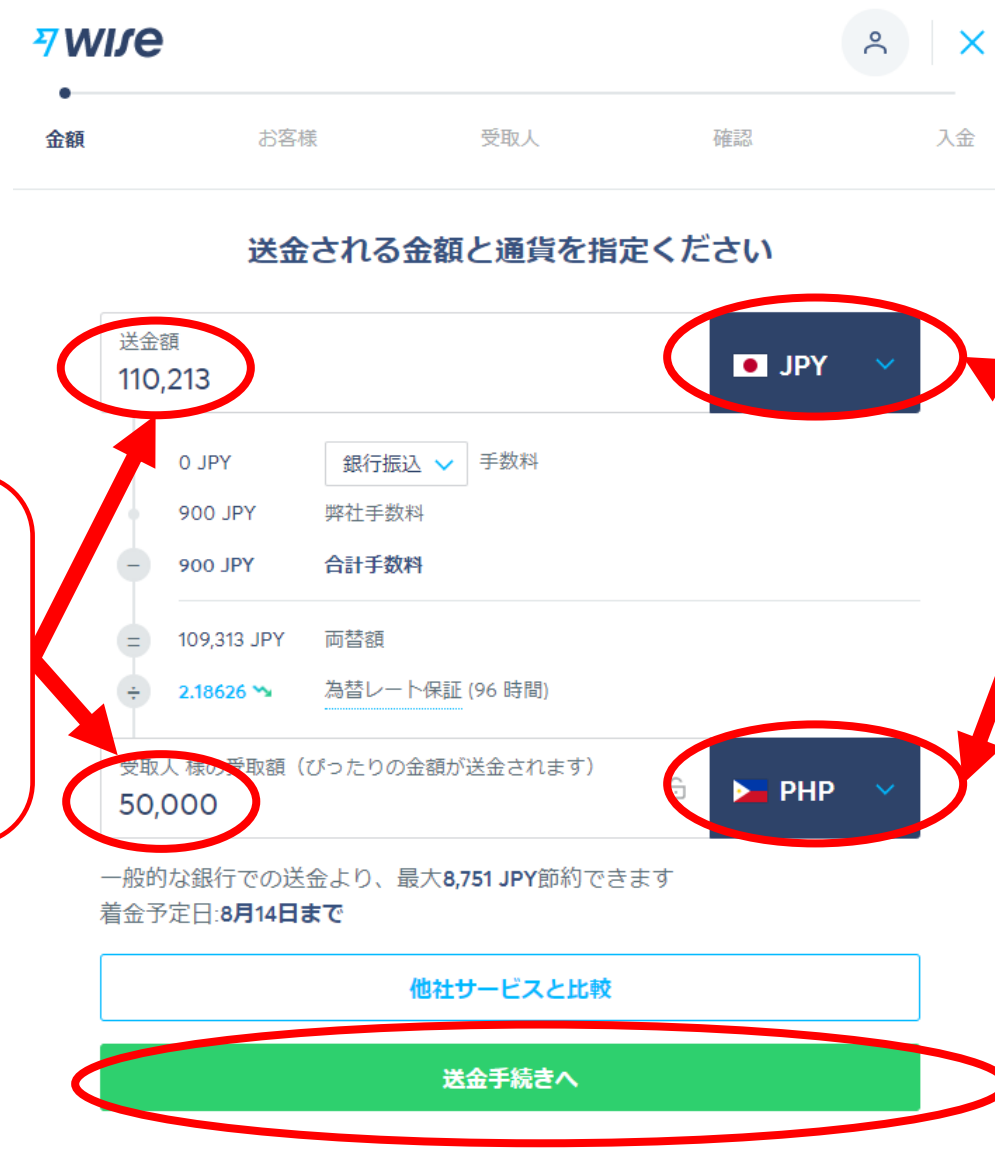 wise
金額 お客様 受取人 確認 入金
送金される金額と通貨を指定ください
送金額
110,213
JPY
0 JPY 銀行振込 手数料
900 JPY 弊社手数料
− 900 JPY 合計手数料
= 109,313 JPY 両替額
÷ 2.18626 為替レート保証 (96 時間)
受取人 様の受取額（ぴったりの金額が送金されます）
50,000
PHP
一般的な銀行での送金より、最大8,751 JPY節約できます
着金予定日:8月14日まで
他社サービスと比較
送金手続きへ